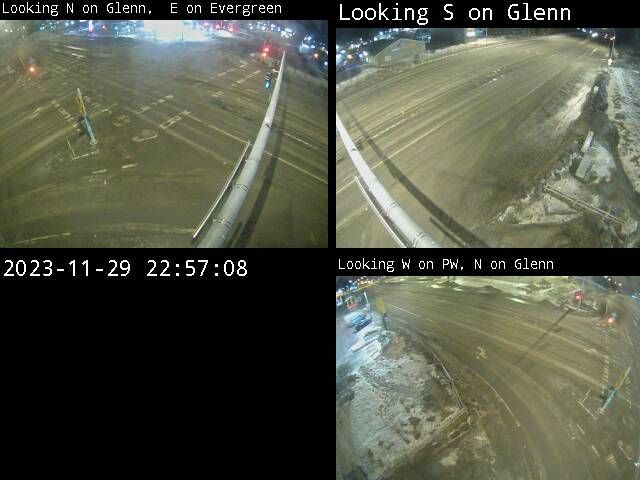 Looking N on Glenn,  E on Evergreen
Looking S on Glenn
2023-11-29 22:57:08
Looking W on PW, N on Glenn